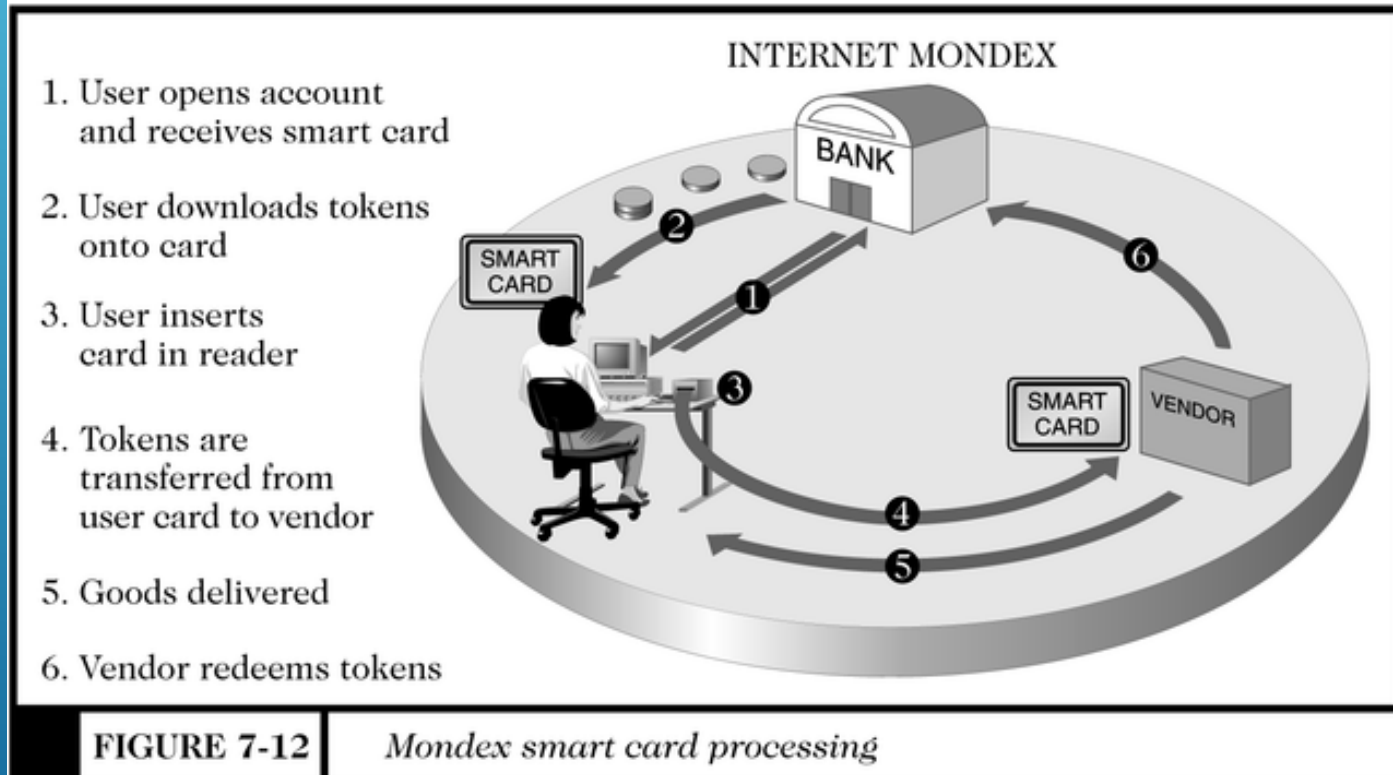 INTERNET MONDEX
1. User opens account
and receives smart card
2. User downloads tokens
onto card
3. User inserts
card in reader
4. Tokens are
transferred from
user card to vendor
5. Goods delivered
6. Vendor redeems tokens
BANK
2
SMART
CARD
1
6
3
SMART
CARD
VENDOR
4
5
FIGURE 7-12
Mondex smart card processing